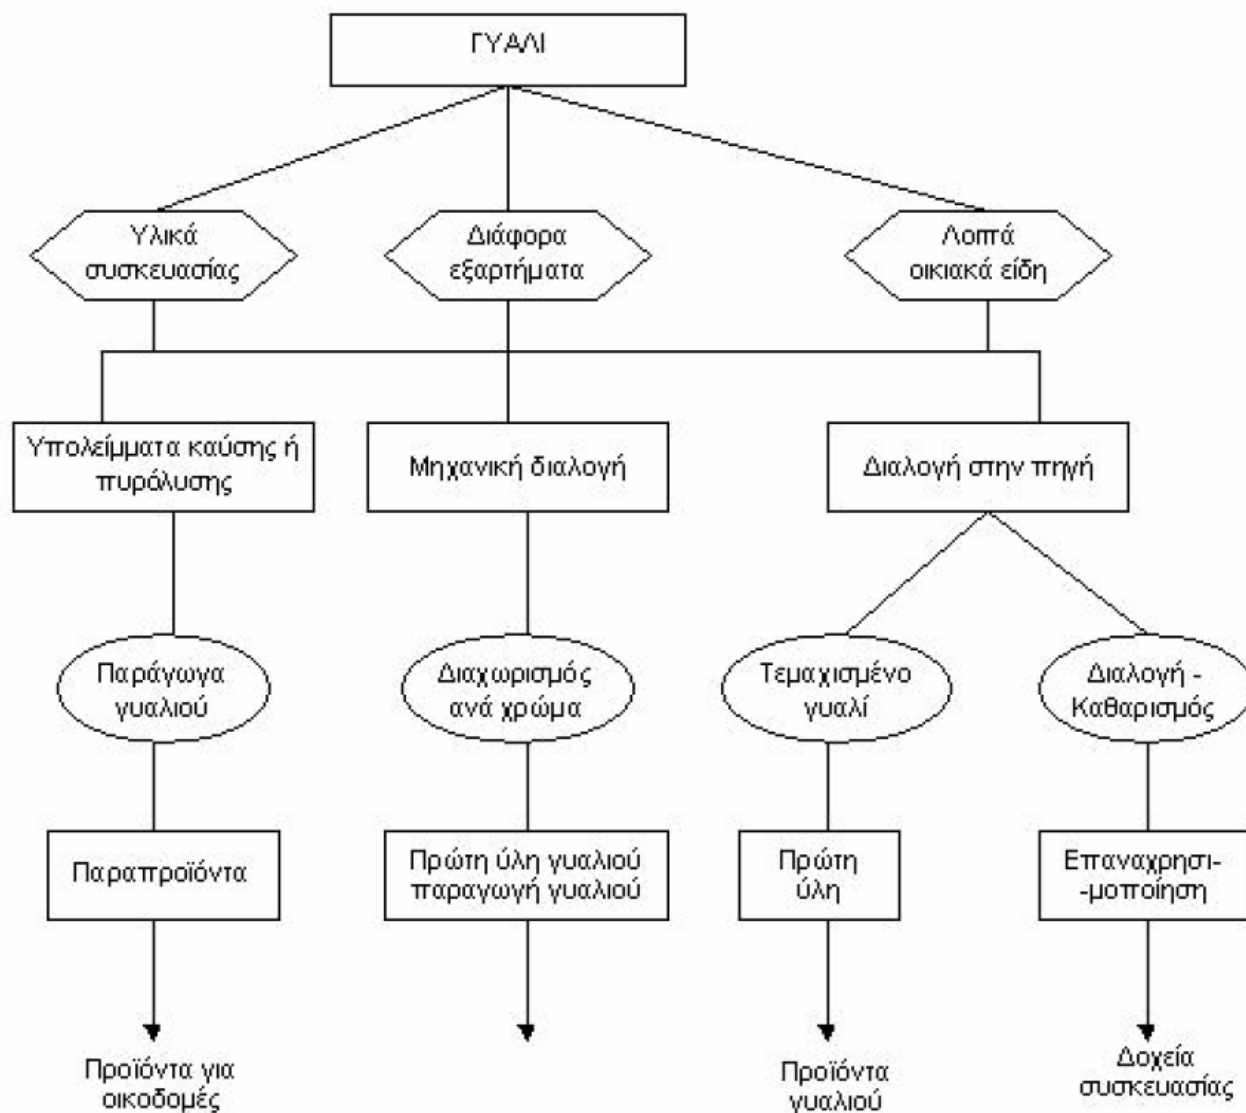 ΓΥΑΛΙ
Υλικά
συσκευασίας
Διάφορα
εξαρτήματα
Λοπτά
οικιακά είδη
Υπολείμματα καύσης ή
πυρόλυσης
Μηχανική διαλογή
Διαλογή στην πηγή
Παράγωγα
γυαλιού
Διαχωρισμός
ανά χρώμα
Τεμαχισμένο
γυαλί
Διαλογή -
Καθαρισμός
Παραπροϊόντα
Πρώτη ύλη γυαλιού
παραγωγή γυαλιού
Πρώτη
ύλη
Επαναχρησι-
-μοποίηση
Προϊόντα για
οικοδομές
Προϊόντα
γυαλιού
Δοχεία
συσκευασίας